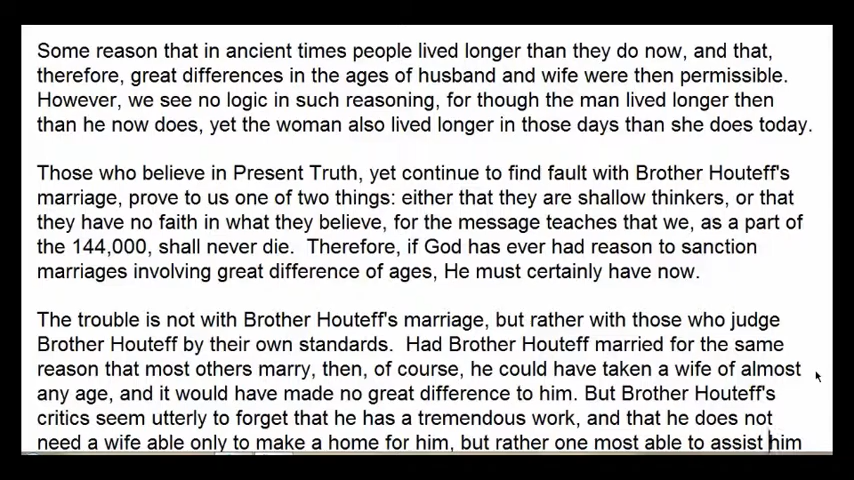 Some reason that in ancient times people lived longer than they do now, and that,
therefore, great differences in the ages of husband and wife were then permissible.
However, we see no logic in such reasoning, for though the man lived longer then
than he now does, yet the woman also lived longer in those days than she does today.
Those who believe in Present Truth, yet continue to find fault with Brother Houteff's
marriage, prove to us one of two things: either that they are shallow thinkers, or that
they have no faith in what they believe, for the message teaches that we, as a part of
the 144,000, shall never die.  Therefore, if God has ever had reason to sanction
marriages involving great difference of ages, He must certainly have now.
The trouble is not with Brother Houteff's marriage, but rather with those who judge
Brother Houteff by their own standards.  Had Brother Houteff married for the same
reason that most others marry, then, of course, he could have taken a wife of almost
any age, and it would have made no great difference to him. But Brother Houteff's
critics seem utterly to forget that he has a tremendous work, and that he does not
need a wife able only to make a home for him, but rather one most able to assist him